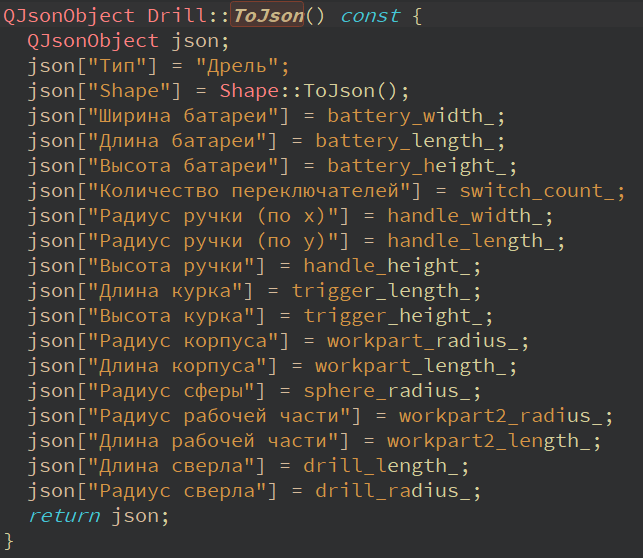 QJsonObject Drill::ToJson() const {
  QJsonObject json;
  json["Тип"] = "Дрель";
  json["Shape"] = Shape::ToJson();
  json["Ширина батареи"] = battery_width_;
  json["Длина батареи"] = battery_length_;
  json["Высота батареи"] = battery_height_;
  json["Количество переключателей"] = switch_count_;
  json["Радиус ручки (по x)"] = handle_width_;
  json["Радиус ручки (по y)"] = handle_length_;
  json["Высота ручки"] = handle_height_;
  json["Длина курка"] = trigger_length_;
  json["Высота курка"] = trigger_height_;
  json["Радиус корпуса"] = workpart_radius_;
  json["Длина корпуса"] = workpart_length_;
  json["Радиус сферы"] = sphere_radius_;
  json["Радиус рабочей части"] = workpart2_radius_;
  json["Длина рабочей части"] = workpart2_length_;
  json["Длина сверла"] = drill_length_;
  json["Радиус сверла"] = drill_radius_;
  return json;
}